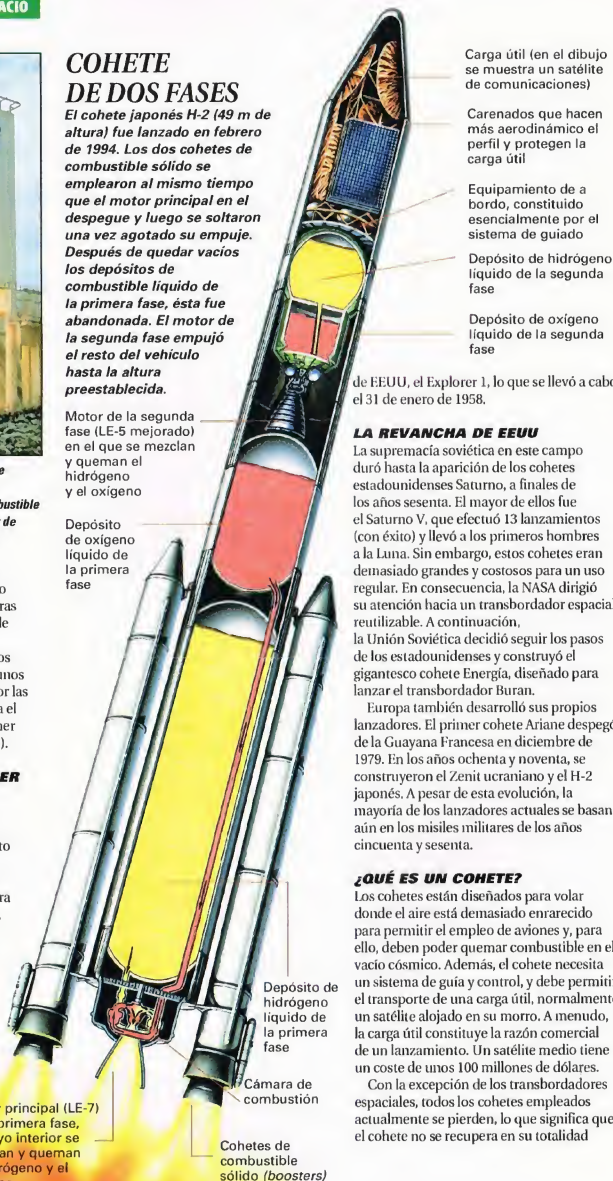 ACIO
COHETE
DE DOS FASES
El cohete japonés H-2 (49 m de
altura) fue lanzado en febrero
de 1994. Los dos cohetes de
combustible sólido se
emplearon al mismo tiempo
que el motor principal en el
despegue y luego se soltaron
una vez agotado su empuje.
Después de quedar vacíos
los depósitos de
combustible líquido de
la primera fase, ésta fue
abandonada. El motor de
la segunda fase empujó
el resto del vehículo
hasta la altura
preestablecida.
Motor de la segunda
fase (LE-5 mejorado)
en el que se mezclan
y queman el
hidrógeno
y el oxígeno
Depósito
de oxígeno
líquido de
la primera
fase
e
bustible
de
o
ras
le
os
mos
or las
a el
ner
).
ER
to
ra
principal (LE-7)
primera fase,
yo interior se
an y queman
rógeno y el
Carga útil (en el dibujo
se muestra un satélite
de comunicaciones)
Carenados que hacen
más aerodinámico el
perfil y protegen la
carga útil
Equipamiento de a
bordo, constituido
esencialmente por el
sistema de guiado
Depósito de hidrógeno
líquido de la segunda
fase
Depósito de oxígeno
líquido de la segunda
fase
Depósito de
hidrógeno
líquido de
la primera
fase
Cámara de
combustión
Cohetes de
combustible
sólido (boosters)
de EEUU, el Explorer 1, lo que se llevó a cabo
el 31 de enero de 1958.
LA REVANCHA DE EEUU
La supremacía soviética en este campo
duró hasta la aparición de los cohetes
estadounidenses Saturno, a finales de
los años sesenta. El mayor de ellos fue
el Saturno V, que efectuó 13 lanzamientos
(con éxito) y llevó a los primeros hombres
a la Luna. Sin embargo, estos cohetes eran
demasiado grandes y costosos para un uso
regular. En consecuencia, la NASA dirigió
su atención hacia un transbordador espacial
reutilizable. A continuación,
la Unión Soviética decidió seguir los pasos
de los estadounidenses y construyó el
gigantesco cohete Energía, diseñado para
lanzar el transbordador Buran.
Europa también desarrolló sus propios
lanzadores. El primer cohete Ariane despegó
de la Guayana Francesa en diciembre de
1979. En los años ochenta y noventa, se
construyeron el Zenit ucraniano y el H-2
japonés. A pesar de esta evolución, la
mayoría de los lanzadores actuales se basan
aún en los misiles militares de los años
cincuenta y sesenta.
¿QUÉ ES UN COHETE?
Los cohetes están diseñados para volar
donde el aire está demasiado enrarecido
para permitir el empleo de aviones y, para
ello, deben poder quemar combustible en el
vacío cósmico. Además, el cohete necesita
un sistema de guía y control, y debe permitir
el transporte de una carga útil, normalmente
un satélite alojado en su morro. A menudo,
la carga útil constituye la razón comercial
de un lanzamiento. Un satélite medio tiene
un coste de unos 100 millones de dólares.
Con la excepción de los transbordadores
espaciales, todos los cohetes empleados
actualmente se pierden, lo que significa que
el cohete no se recupera en su totalidad